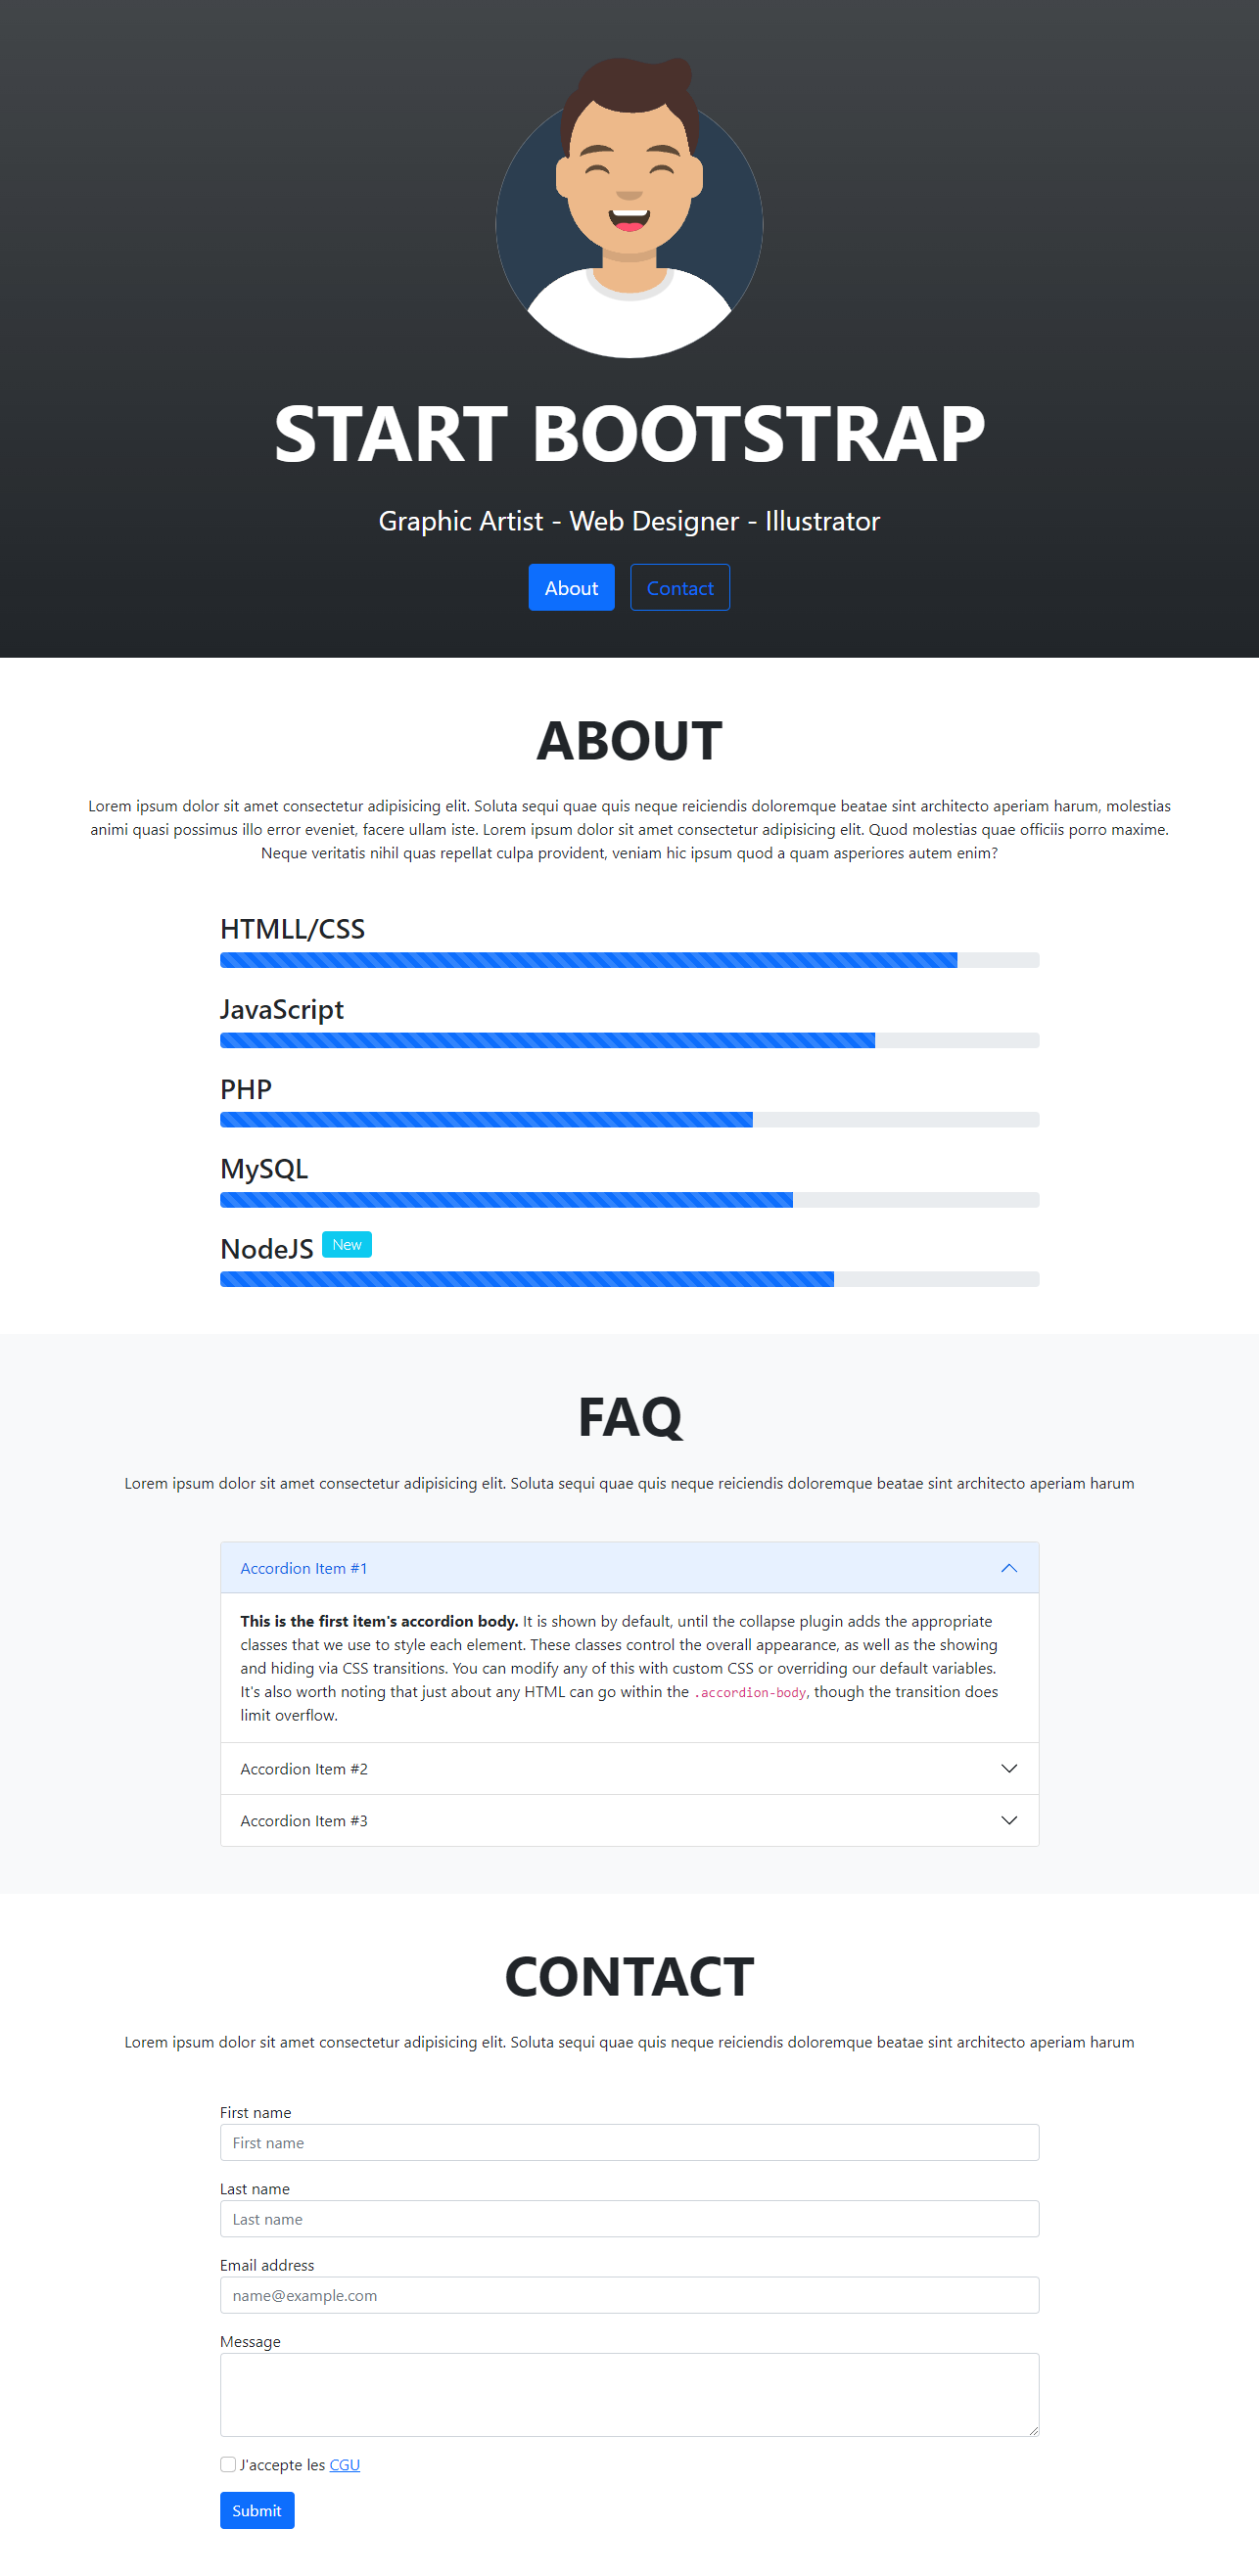 START BOOTSTRAP
Graphic Artist - Web Designer - Illustrator
About
Contact
ABOUT
Lorem ipsum dolor sit amet consectetur adipisicing elit. Soluta sequi quae quis neque reiciendis doloremque beatae sint architecto aperiam harum, molestias
animi quasi possimus illo error eveniet, facere ullam iste. Lorem ipsum dolor sit amet consectetur adipisicing elit. Quod molestias quae officiis porro maxime.
Neque veritatis nihil quas repellat culpa provident, veniam hic ipsum quod a quam asperiores autem enim?
HTMLL/CSS
JavaScript
PHP
MySQL
NodeJS New
FAQ
Lorem ipsum dolor sit amet consectetur adipisicing elit. Soluta sequi quae quis neque reiciendis doloremque beatae sint architecto aperiam harum
Accordion Item #1
This is the first item's accordion body. It is shown by default, until the collapse plugin adds the appropriate
classes that we use to style each element. These classes control the overall appearance, as well as the showing
and hiding via CSS transitions. You can modify any of this with custom CSS or overriding our default variables.
It's also worth noting that just about any HTML can go within the .accordion-body, though the transition does
limit overflow.
Accordion Item #2
Accordion Item #3
CONTACT
Lorem ipsum dolor sit amet consectetur adipisicing elit. Soluta sequi quae quis neque reiciendis doloremque beatae sint architecto aperiam harum
First name
First name
Last name
Last name
Email address
name@example.com
Message
J'accepte les CGU
Submit